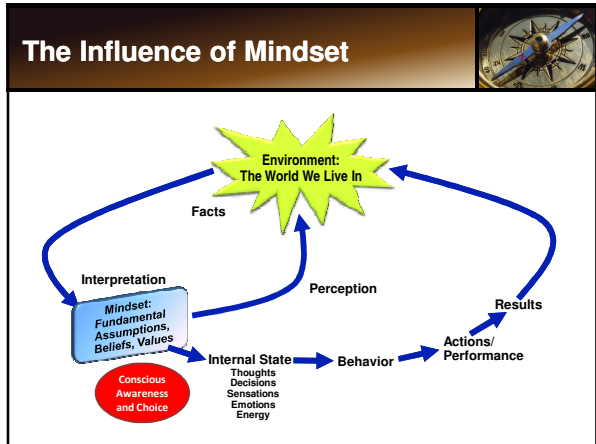 The Influence of Mindset
Environment:
The World We Live In
Facts
Interpretation
Perception
Mindset:
Fundamental
Assumptions,
Beliefs, Values
Results
Actions/
Performance
Internal State
Behavior
Thoughts
Decisions
Sensations
Emotions
Energy
Conscious
Awareness
and Choice